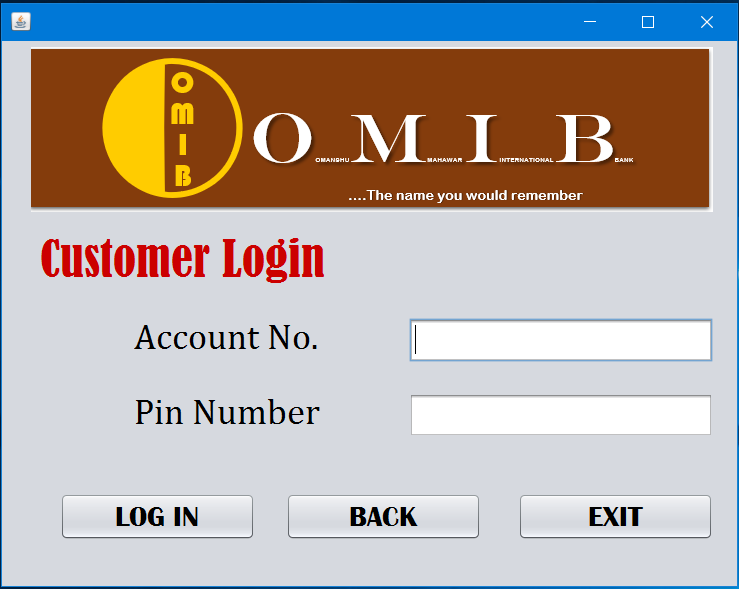 O
M
I
B
O OMANSHU M MAHAWAR I INTERNATIONAL B BANK
....The name you would remember
Customer Login
Account No.
Pin Number
LOG IN BACK EXIT